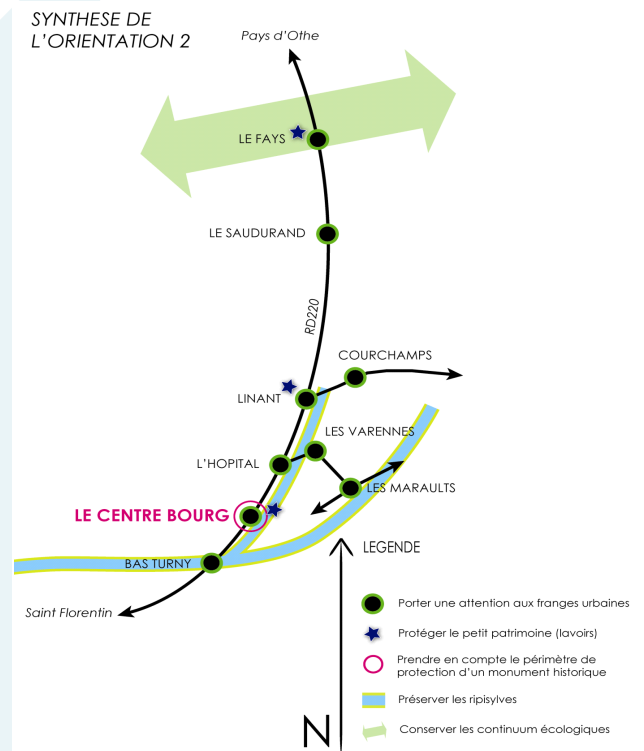 SYNTHESE DE
L'ORIENTATION 2
Pays d'Othe
LE FAYS
LE SAUDURAND
RD220
COURCHAMPS
LINANT
LES VARENNES
L'HOPITAL
LES MARAULTS
LE CENTRE BOURG
BAS TURNY
Saint Florentin
LEGENDE
Porter une attention aux franges urbaines
Protéger le petit patrimoine (lavoirs)
Prendre en compte le périmètre de
protection d'un monument historique
Préserver les ripisylves
Conserver les continuum écologiques
N